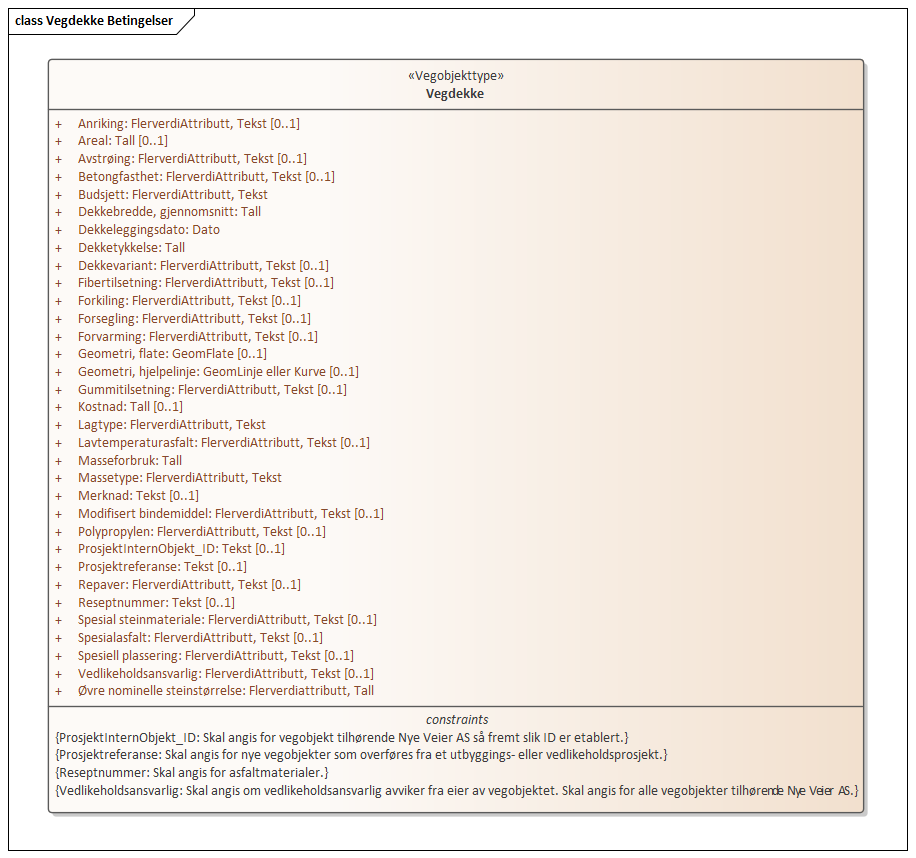 class Vegdekke Betingelser
«Vegobjekttype»
Vegdekke
+ Anriking: FlerverdiAttributt, Tekst [0..1]
+ Areal: Tall [0..1]
+ Avstrøing: FlerverdiAttributt, Tekst [0..1]
+ Betongfasthet: FlerverdiAttributt, Tekst [0..1]
+ Budsjett: FlerverdiAttributt, Tekst
+ Dekkebredde, gjennomsnitt: Tall
+ Dekkeleggingsdato: Dato
+ Dekketykkelse: Tall
+ Dekkevariant: FlerverdiAttributt, Tekst [0..1]
+ Fibertilsetning: FlerverdiAttributt, Tekst [0..1]
+ Forkiling: FlerverdiAttributt, Tekst [0..1]
+ Forsegling: FlerverdiAttributt, Tekst [0..1]
+ Forvarming: FlerverdiAttributt, Tekst [0..1]
+ Geometri, flate: GeomFlate [0..1]
+ Geometri, hjelpelinje: GeomLinje eller Kurve [0..1]
+ Gummitilsetning: FlerverdiAttributt, Tekst [0..1]
+ Kostnad: Tall [0..1]
+ Lagtype: FlerverdiAttributt, Tekst
+ Lavtemperaturasfalt: FlerverdiAttributt, Tekst [0..1]
+ Masseforbruk: Tall
+ Massetype: FlerverdiAttributt, Tekst
+ Merknad: Tekst [0..1]
+ Modifisert bindemiddel: FlerverdiAttributt, Tekst [0..1]
+ Polypropylen: FlerverdiAttributt, Tekst [0..1]
+ ProsjektInternObjekt_ID: Tekst [0..1]
+ Prosjektreferanse: Tekst [0..1]
+ Repaver: FlerverdiAttributt, Tekst [0..1]
+ Reseptnummer: Tekst [0..1]
+ Spesial steinmateriale: FlerverdiAttributt, Tekst [0..1]
+ Spesialasfalt: FlerverdiAttributt, Tekst [0..1]
+ Spesiell plassering: FlerverdiAttributt, Tekst [0..1]
+ Vedlikeholdsansvarlig: FlerverdiAttributt, Tekst [0..1]
+ Øvre nominelle steinstørrelse: Flerverdiattributt, Tall
constraints
{ProsjektInternObjekt_ID: Skal angis for vegobjekt tilhørende Nye Veier AS så fremt slik ID er etablert.}
{Prosjektreferanse: Skal angis for nye vegobjekter som overføres fra et utbyggings- eller vedlikeholdsprosjekt.}
{Reseptnummer: Skal angis for asfaltmaterialer.}
{Vedlikeholdsansvarlig: Skal angis om vedlikeholdsansvarlig avviker fra eier av vegobjektet. Skal angis for alle vegobjekter tilhørende Nye Veier AS.}